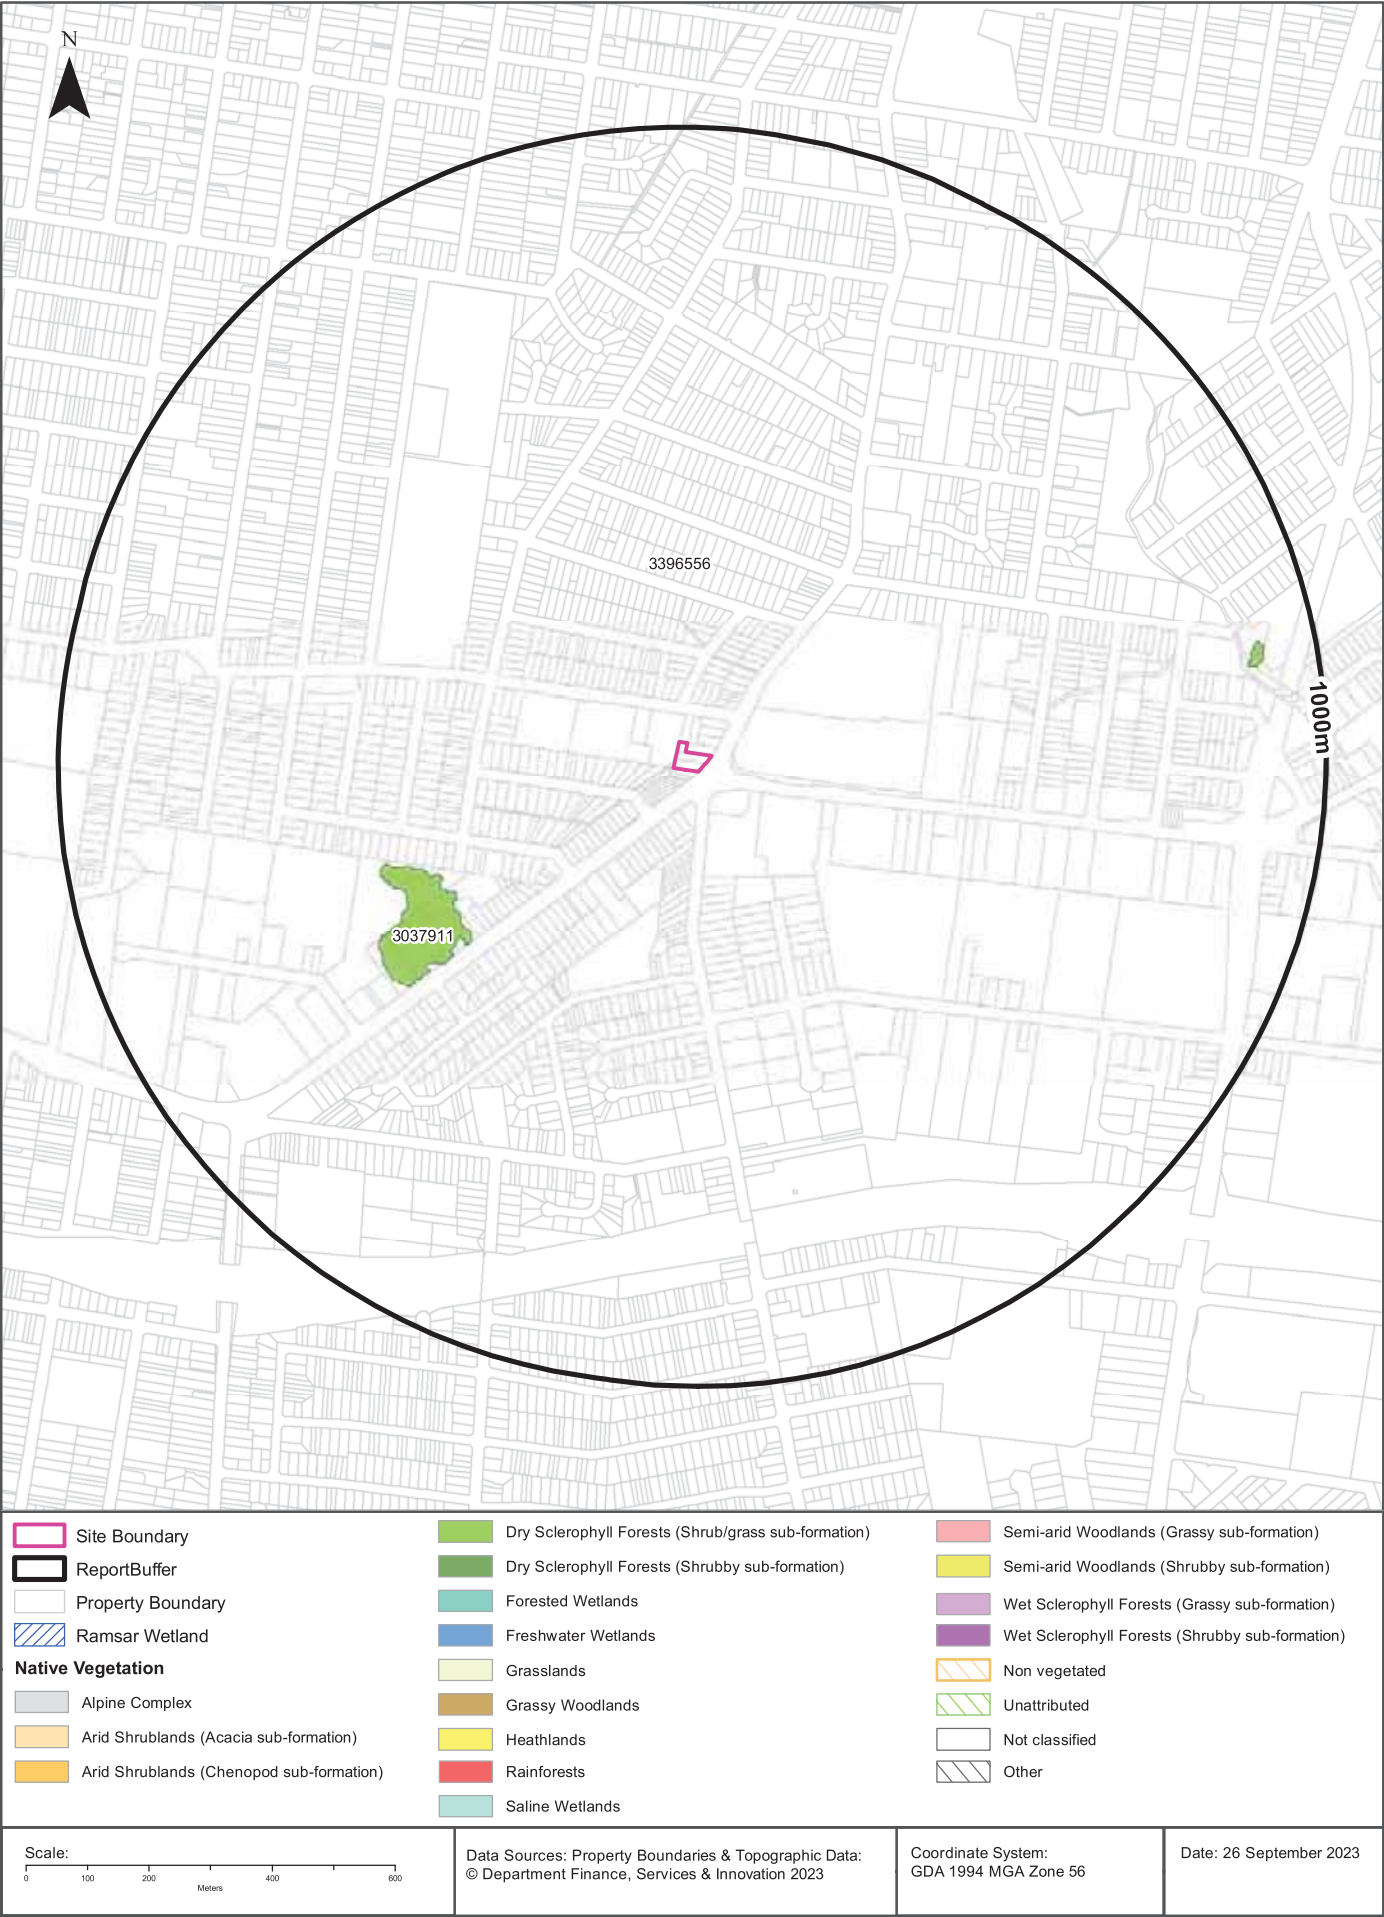 N
3396556
1000m
3037911
Site Boundary
ReportBuffer
Property Boundary
Ramsar Wetland
Native Vegetation
Alpine Complex
Arid Shrublands (Acacia sub-formation)
Arid Shrublands (Chenopod sub-formation)
Dry Sclerophyll Forests (Shrub/grass sub-formation)
Dry Sclerophyll Forests (Shrubby sub-formation)
Forested Wetlands
Freshwater Wetlands
Grasslands
Grassy Woodlands
Heathlands
Rainforests
Saline Wetlands
Semi-arid Woodlands (Grassy sub-formation)
Semi-arid Woodlands (Shrubby sub-formation)
Wet Sclerophyll Forests (Grassy sub-formation)
Wet Sclerophyll Forests (Shrubby sub-formation)
Non vegetated
Unattributed
Not classified
Other
Scale:
0 100 200 400 600
Meters
Data Sources: Property Boundaries & Topographic Data:
© Department Finance, Services & Innovation 2023
Coordinate System:
GDA 1994 MGA Zone 56
Date: 26 September 2023